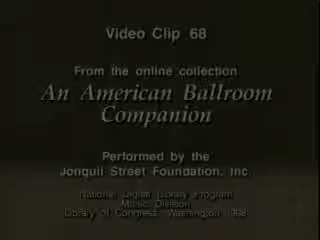 Video Clip 68
From the online collection
An American Ballroom
Companion
Performed by the
Jonquil Street Foundation, Inc
National Digital Library Program
Music Division
Library of Congress, Washington 1998